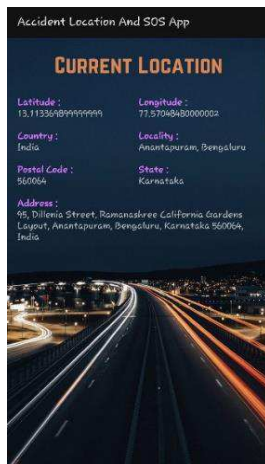 Accident Location And SOS App
CURRENT LOCATION
Latitude : Longitude :
13.113369899999999 77.57048480000002
Country : Locality :
India Anantapuram, Bengaluru
Postal Code : State :
560064 Karnataka
Address :
95, Dillenia Street, Ramanashree California Gardens
Layout, Anantapuram, Bengaluru, Karnataka 560064,
India